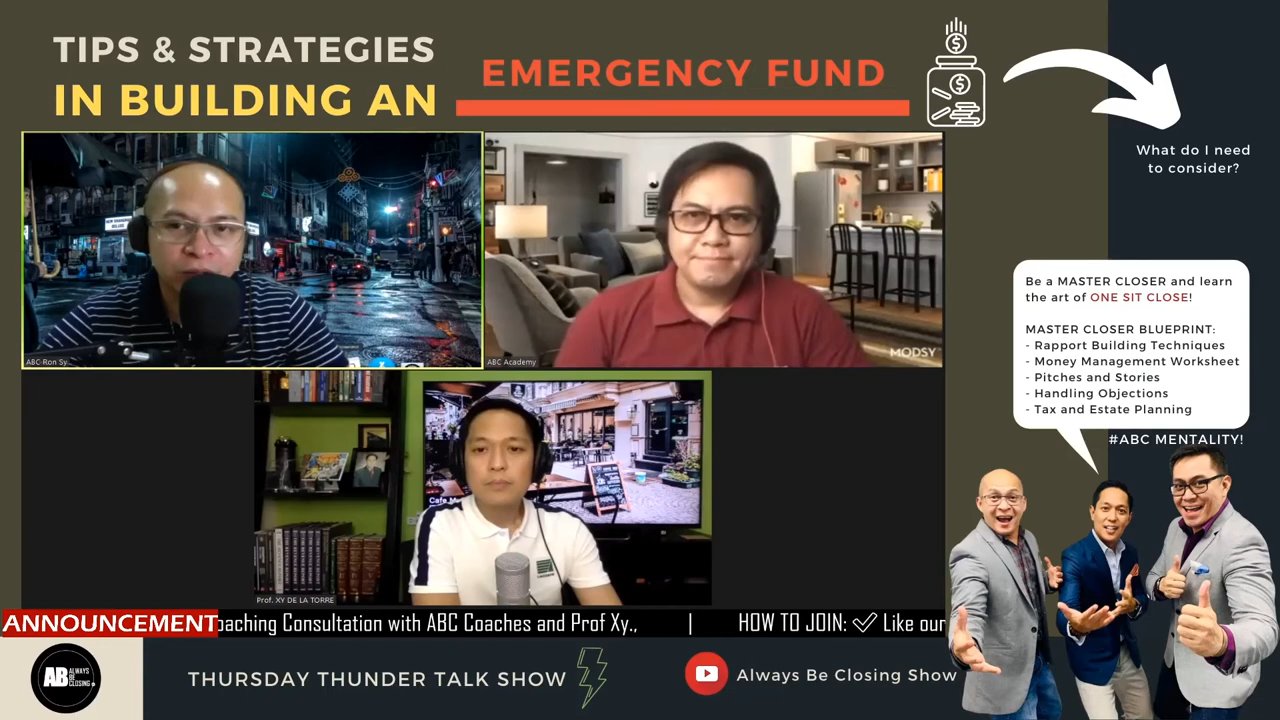 TIPS & STRATEGIES
IN BUILDING AN
EMERGENCY FUND
What do I need
to consider?
ABC Ron Sy
ABC Academy
MODSY
Be a MASTER CLOSER and learn
the art of ONE SIT CLOSE!
MASTER CLOSER BLUEPRINT:
- Rapport Building Techniques
- Money Management Worksheet
- Pitches and Stories
- Handling Objections
- Tax and Estate Planning
#ABC MENTALITY!
Prof. XY DE LA TORRE
ANNOUNCEMENT
oaching Consultation with ABC Coaches and Prof Xy., | HOW TO JOIN: ✓ Like our
AB ALWAYS
BE
CLOSING
THURSDAY THUNDER TALK SHOW
Always Be Closing Show